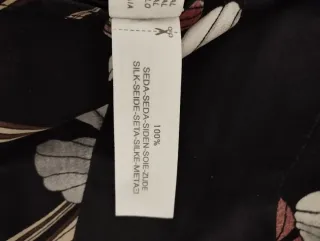 100%
SEDA-SEDA-SIDEN-SOIE-ZIJDE
SILK-SEIDE-SETA-SILKE-METAΞI